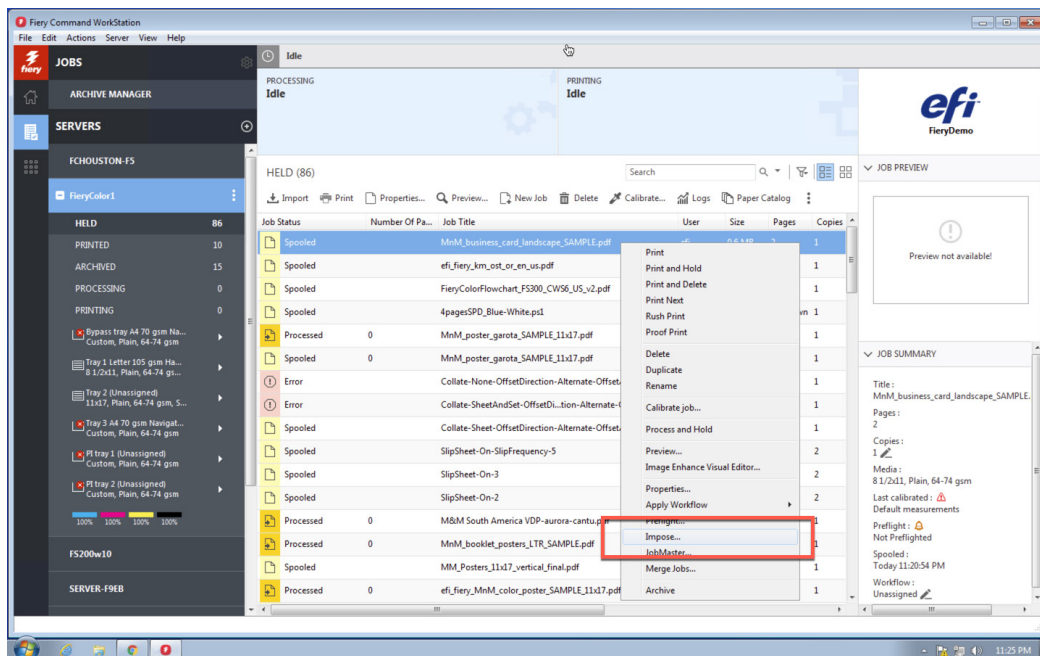 Fiery Command WorkStation
File Edit Actions Server View Help
fiery
JOBS
ARCHIVE MANAGER
SERVERS
FCHOUSTON-F5
FieryColor1
HELD 86
PRINTED 10
ARCHIVED 15
PROCESSING 0
PRINTING 0
Bypass tray A4 70 gsm Na...
Custom, Plain, 64-74 gsm
Tray 1 Letter 105 gsm Ha...
8 1/2x11, Plain, 64-74 gs...
Tray 2 (Unassigned)
11x17, Plain, 64-74 gsm, S...
Tray 3 A4 70 gsm Navigat...
Custom, Plain, 64-74 gsm
PI tray 1 (Unassigned)
Custom, Plain, 64-74 gsm
PI tray 2 (Unassigned)
Custom, Plain, 64-74 gsm
100% 100% 100% 100%
FS200w10
SERVER-F9EB
Idle
PROCESSING
Idle
PRINTING
Idle
HELD (86)
Search
Import Print Properties... Preview... New Job Delete Calibrate... Logs Paper Catalog
Job Status Number Of Pa... Job Title User Size Pages Copies
Spooled MnM_business_card_landscape_SAMPLE.pdf efi 0.6 MB 2 1
Spooled efi_fiery_km_ost_or_en_us.pdf 1
Spooled FieryColorFlowchart_FS300_CWS6_US_v2.pdf 1
Spooled 4pagesSPD_Blue-White.ps1 wn 1
Processed 0 MnM_poster_garota_SAMPLE_11x17.pdf 1
Spooled 0 MnM_poster_garota_SAMPLE_11x17.pdf 1
Error Collate-None-OffsetDirection-Alternate-Offset 1
Error Collate-SheetAndSet-OffsetDi...tion-Alternate- 1
Spooled Collate-Sheet-OffsetDirection-Alternate-Offset 1
Spooled SlipSheet-On-SlipFrequency-5 2
Spooled SlipSheet-On-3 2
Spooled SlipSheet-On-2 2
Processed 0 M&M South America VDP-aurora-cantu.pdf 1
Processed 0 MnM_booklet_posters_LTR_SAMPLE.pdf 1
Spooled MM_Posters_11x17_vertical_final.pdf 1
Processed 0 efi_fiery_MnM_color_poster_SAMPLE_11x17.pdf 1
Print
Print and Hold
Print and Delete
Print Next
Rush Print
Proof Print
Delete
Duplicate
Rename
Calibrate job...
Process and Hold
Preview...
Image Enhance Visual Editor...
Properties...
Apply Workflow
Preflight...
Impose...
JobMaster...
Merge Jobs...
Archive
efi
FieryDemo
JOB PREVIEW
Preview not available!
JOB SUMMARY
Title :
MnM_business_card_landscape_SAMPLE.
Pages :
2
Copies :
1
Media :
8 1/2x11, Plain, 64-74 gsm
Last calibrated :
Default measurements
Preflight :
Not Preflighted
Spooled :
Today 11:20:54 PM
Workflow :
Unassigned
11:25 PM